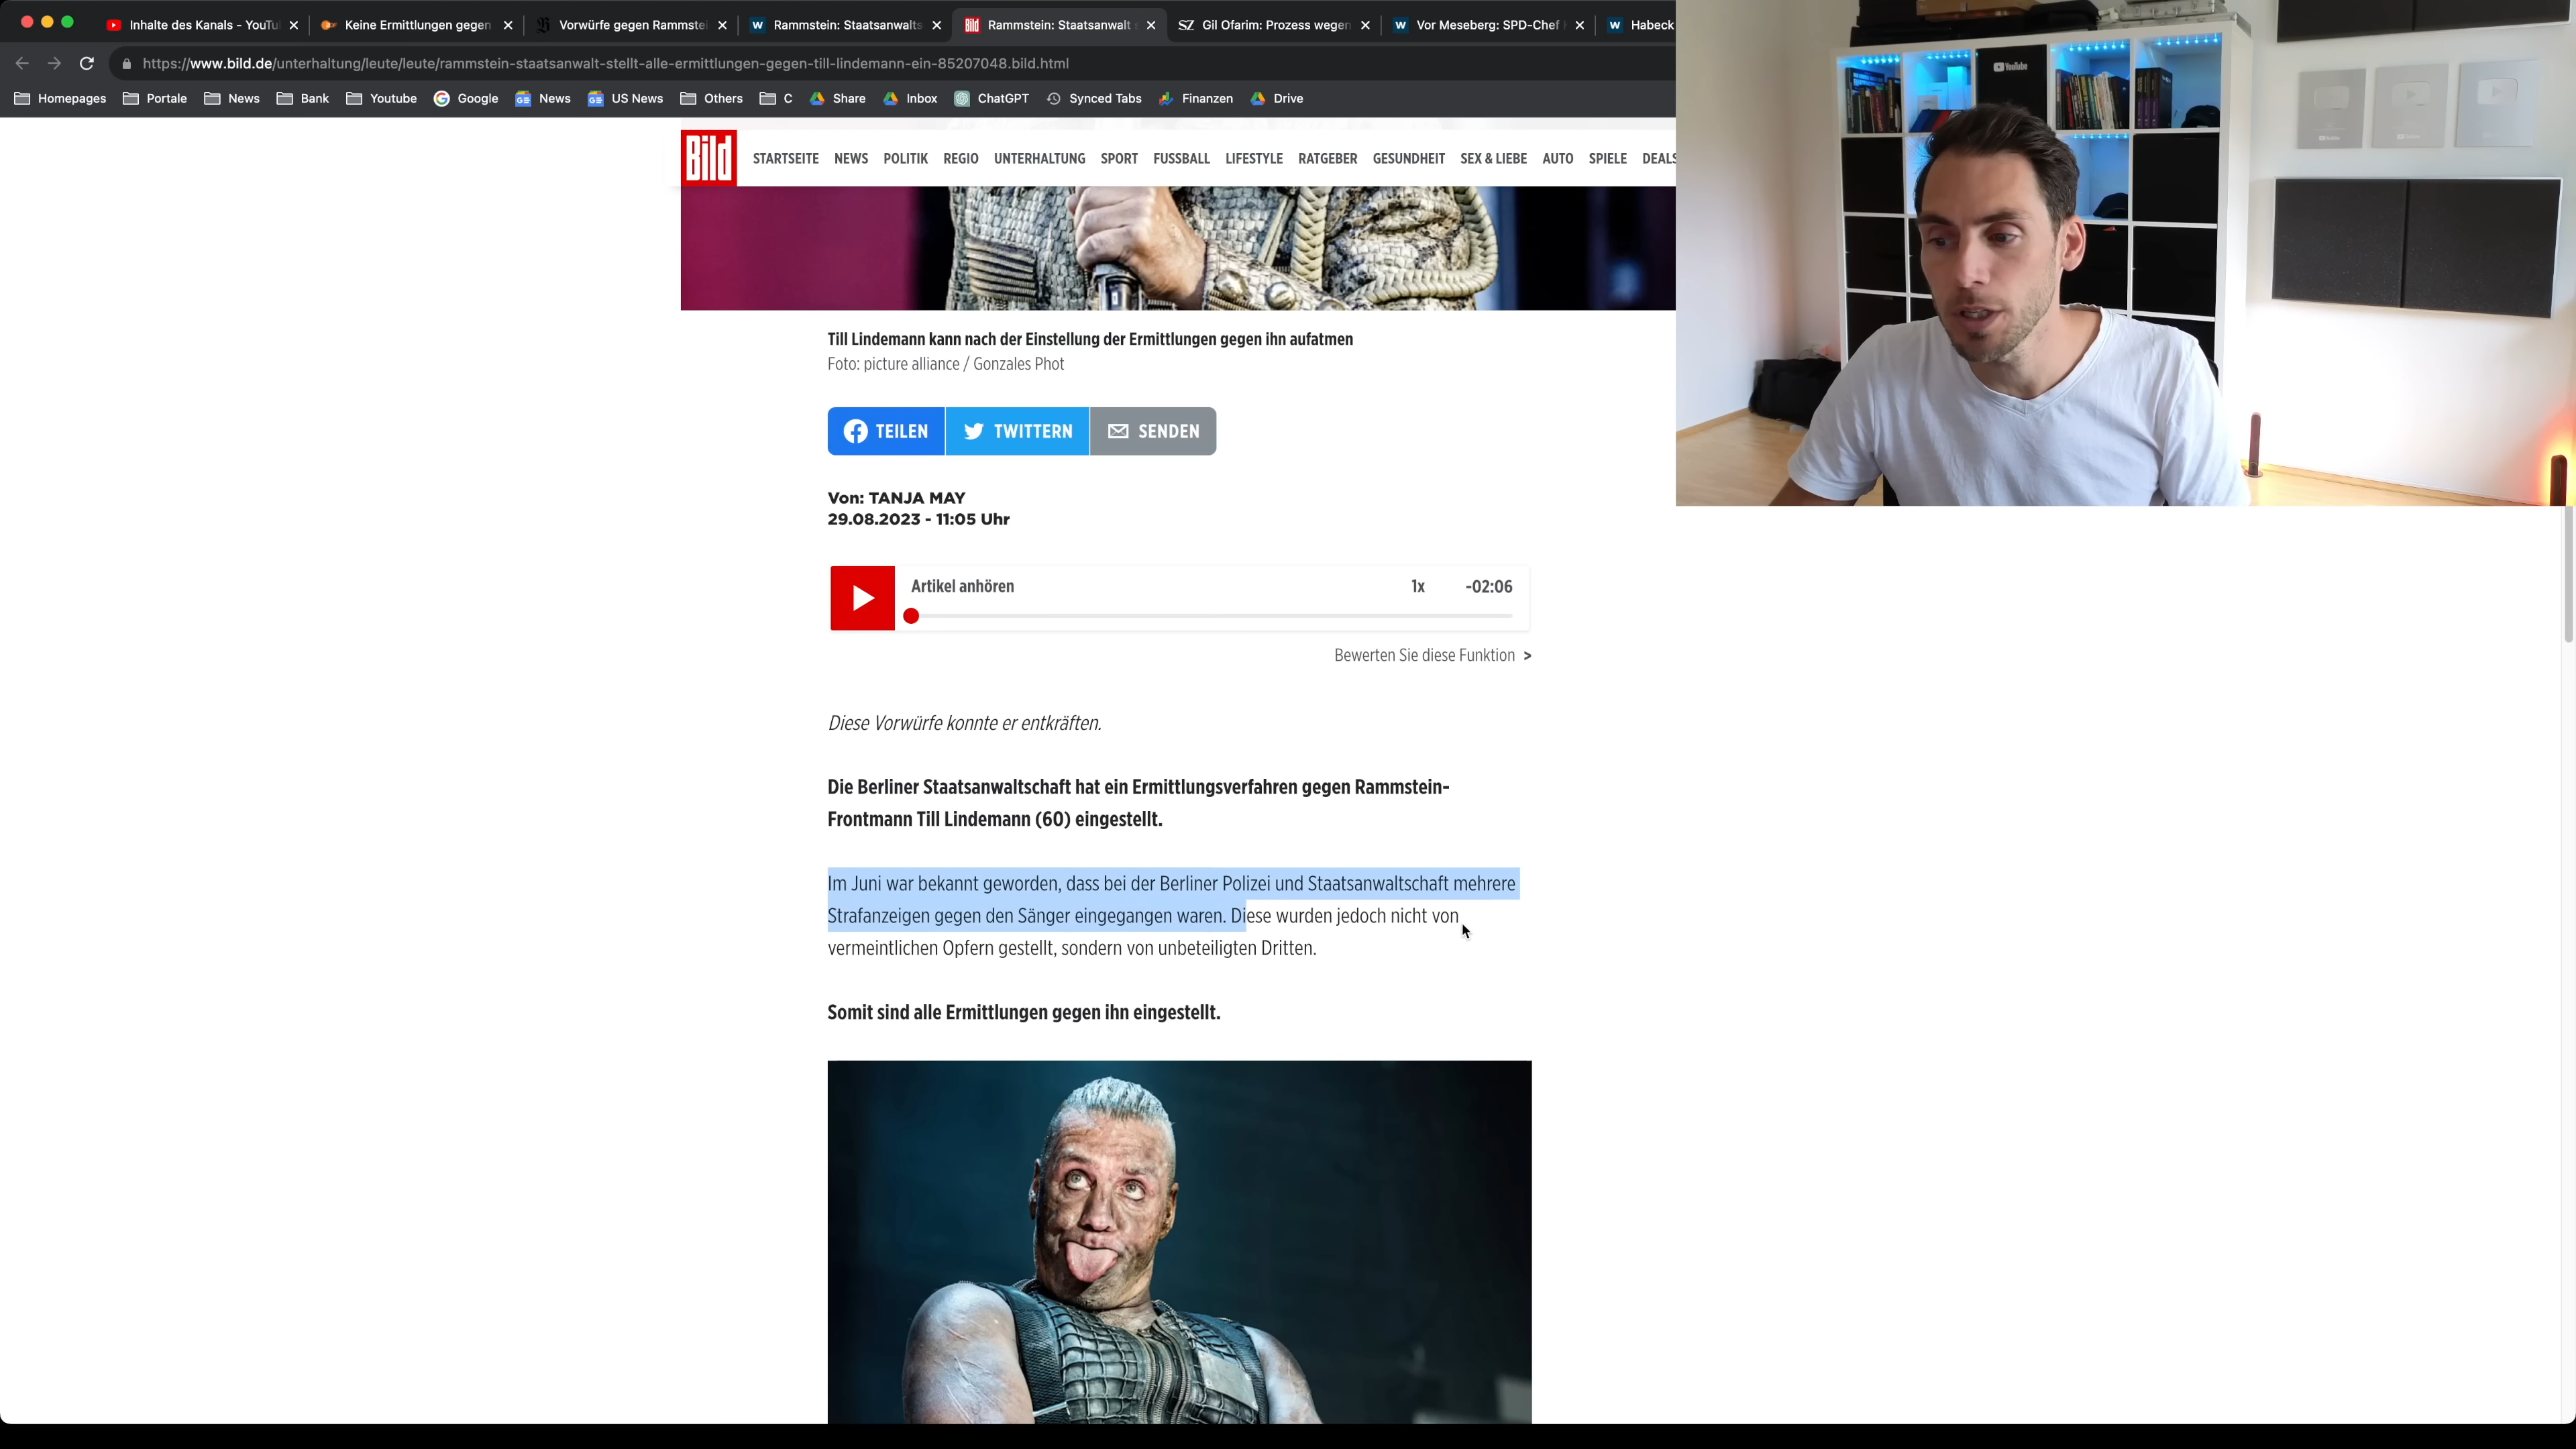 Inhalte des Kanals - YouTu
Keine Ermittlungen gegen
Vorwürfe gegen Rammste
Rammstein: Staatsanwalts
Rammstein: Staatsanwalt
Gil Ofarim: Prozess wegen
Vor Meseberg: SPD-Chef
Habeck
https://www.bild.de/unterhaltung/leute/leute/rammstein-staatsanwalt-stellt-alle-ermittlungen-gegen-till-lindemann-ein-85207048.bild.html
Homepages Portale News Bank Youtube Google News US News Others C Share Inbox ChatGPT Synced Tabs Finanzen Drive
YouTube
Bild
STARTSEITE NEWS POLITIK REGIO UNTERHALTUNG SPORT FUSSBALL LIFESTYLE RATGEBER GESUNDHEIT SEX & LIEBE AUTO SPIELE DEALS
Till Lindemann kann nach der Einstellung der Ermittlungen gegen ihn aufatmen
Foto: picture alliance / Gonzales Phot
TEILEN TWITTERN SENDEN
Von: TANJA MAY
29.08.2023 - 11:05 Uhr
Artikel anhören 1x -02:06
Bewerten Sie diese Funktion >
Diese Vorwürfe konnte er entkräften.
Die Berliner Staatsanwaltschaft hat ein Ermittlungsverfahren gegen Rammstein-
Frontmann Till Lindemann (60) eingestellt.
Im Juni war bekannt geworden, dass bei der Berliner Polizei und Staatsanwaltschaft mehrere
Strafanzeigen gegen den Sänger eingegangen waren. Diese wurden jedoch nicht von
vermeintlichen Opfern gestellt, sondern von unbeteiligten Dritten.
Somit sind alle Ermittlungen gegen ihn eingestellt.